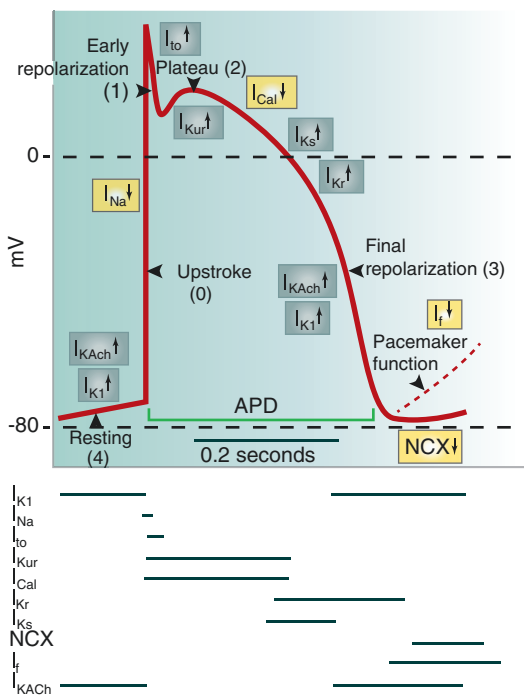 Early
repolarization
(1)
Ito↑
Plateau (2)
ICal↓
IKur↑
IKs↑
IKr↑
0
INa↓
mV
Upstroke
(0)
Final
repolarization (3)
IKAch↑
IK1↑
IKAch↑
IK1↑
If↓
Pacemaker
function
APD
-80
Resting
(4)
0.2 seconds
NCX↓
IK1
INa
Ito
IKur
ICal
IKr
IKs
NCX
If
IKACh